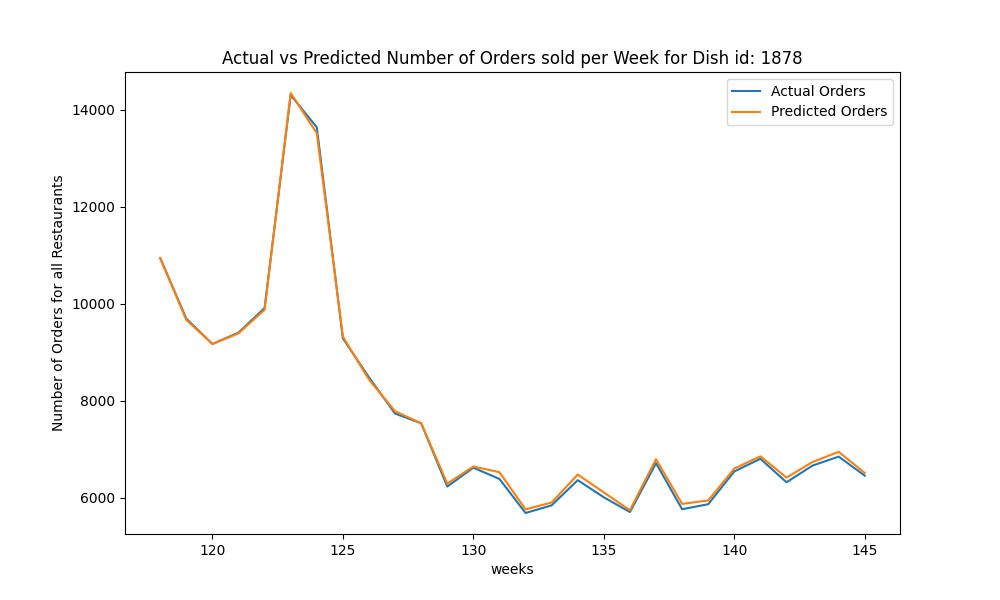 Actual vs Predicted Number of Orders sold per Week for Dish id: 1878
Actual Orders
Predicted Orders
Number of Orders for all Restaurants
14000
12000
10000
8000
6000
120 125 130 135 140 145
weeks